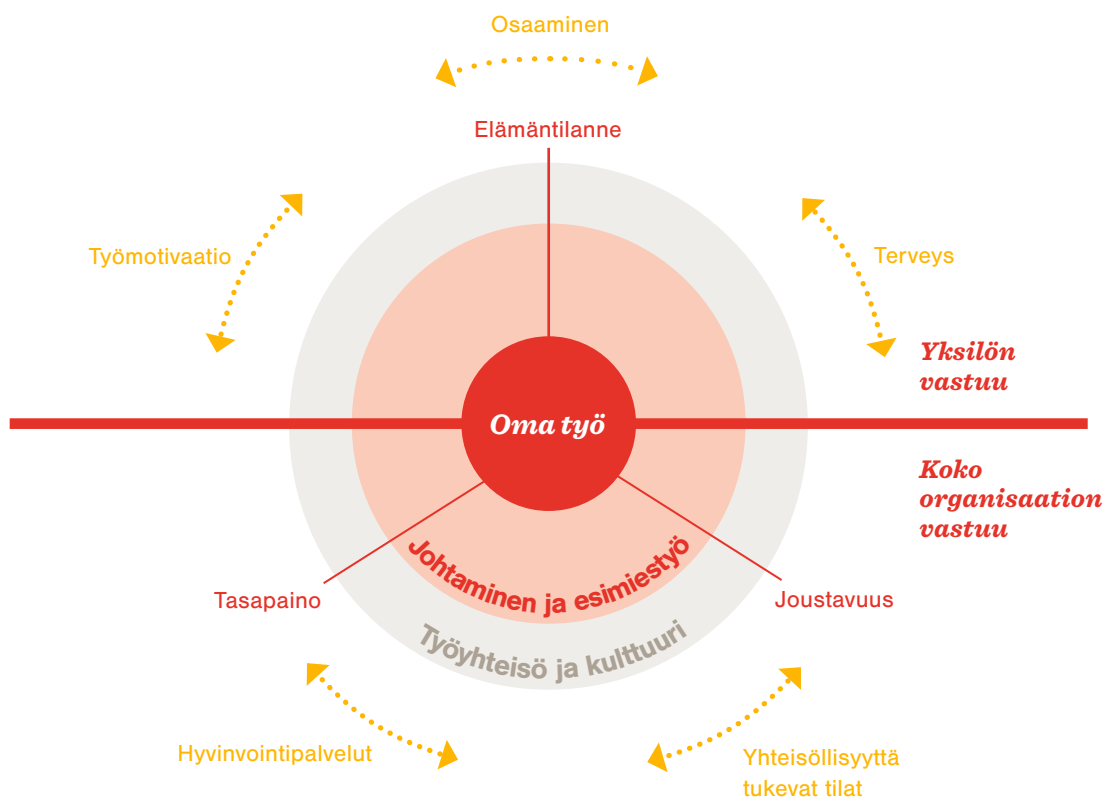 Osaaminen
Elämäntilanne
Työmotivaatio
Terveys
Yksilön
vastuu
Oma työ
Koko
organisaation
vastuu
Johtaminen ja esimiestyö
Tasapaino
Joustavuus
Työyhteisö ja kulttuuri
Hyvinvointipalvelut
Yhteisöllisyyttä
tukevat tilat